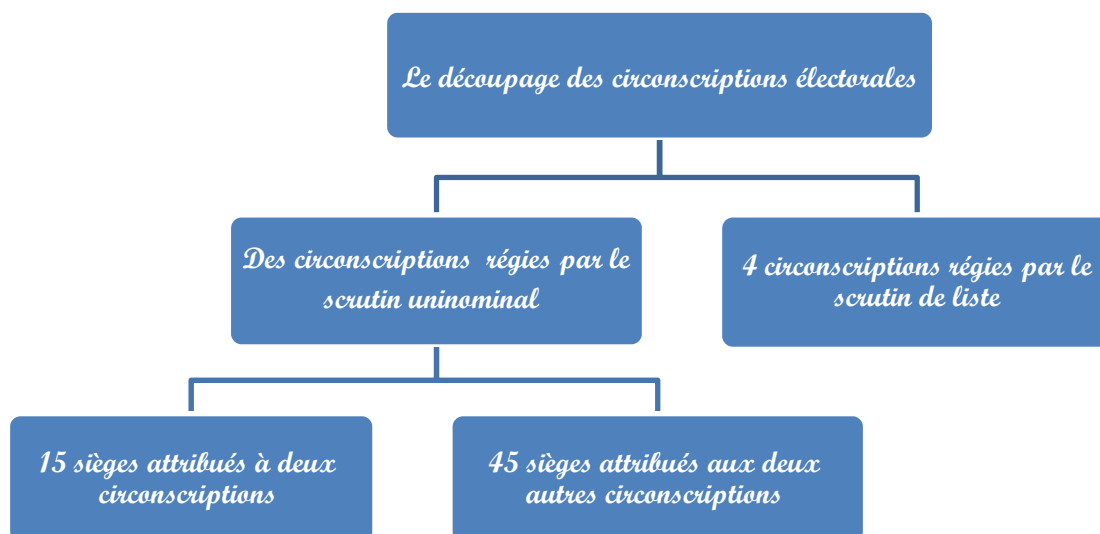 Le découpage des circonscriptions électorales
Des circonscriptions régies par le
scrutin uninominal
4 circonscriptions régies par le
scrutin de liste
15 sièges attribués à deux
circonscriptions
45 sièges attribués aux deux
autres circonscriptions